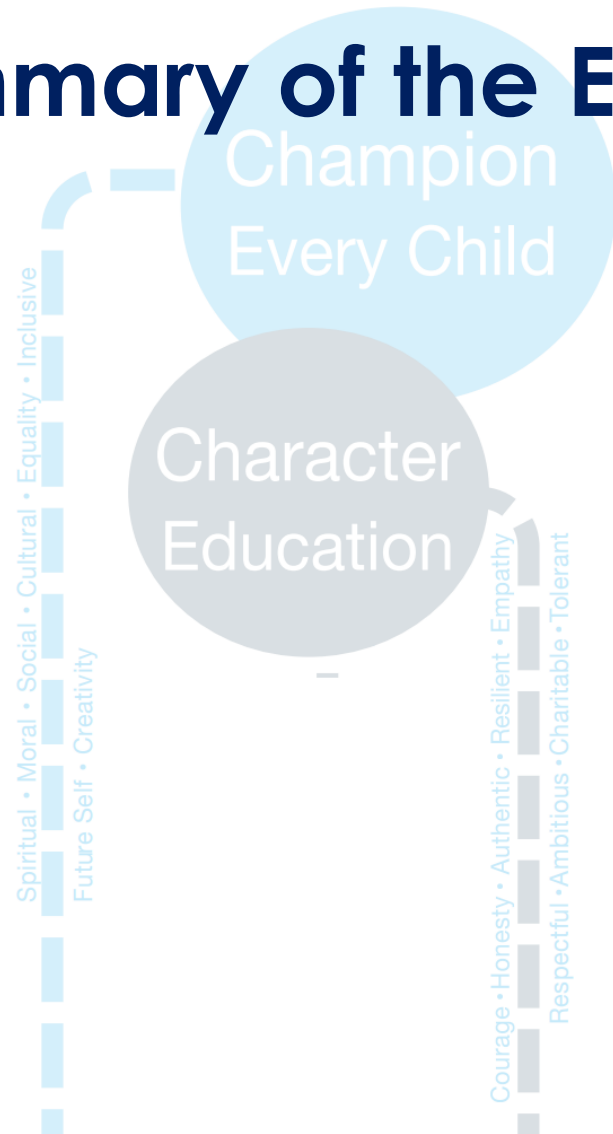 mmary of the E
Champion
Every Child
Character
Education
Spiritual • Moral • Social • Cultural • Equality • Inclusive
Future Self • Creativity
Courage • Honesty • Authentic • Resilient • Empathy
Respectful • Ambitious • Charitable • Tolerant